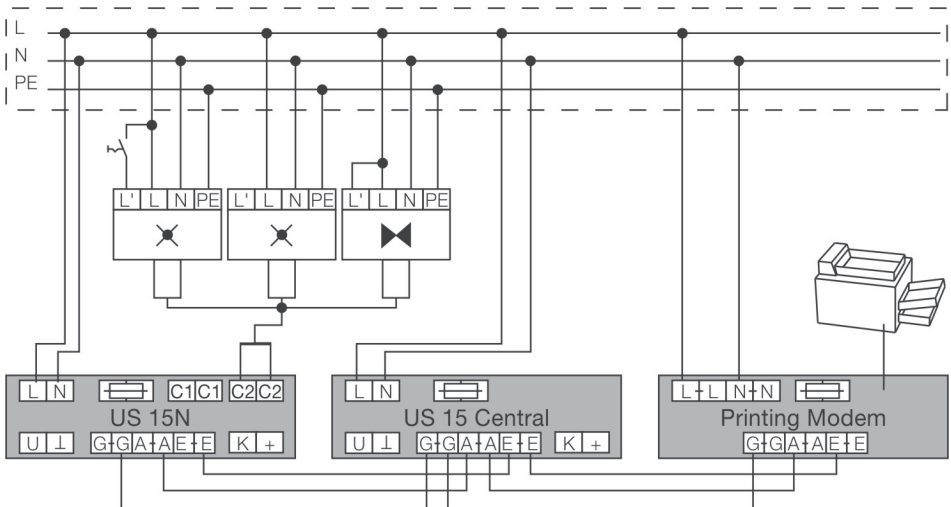 L
N
PE
L' L N PE L' L N PE L' L N PE
L N C1 C1 C2 C2 L N L L N N
US 15N US 15 Central Printing Modem
U ⊥ G G A A E E K + U ⊥ G G A A E E K + G G A A E E